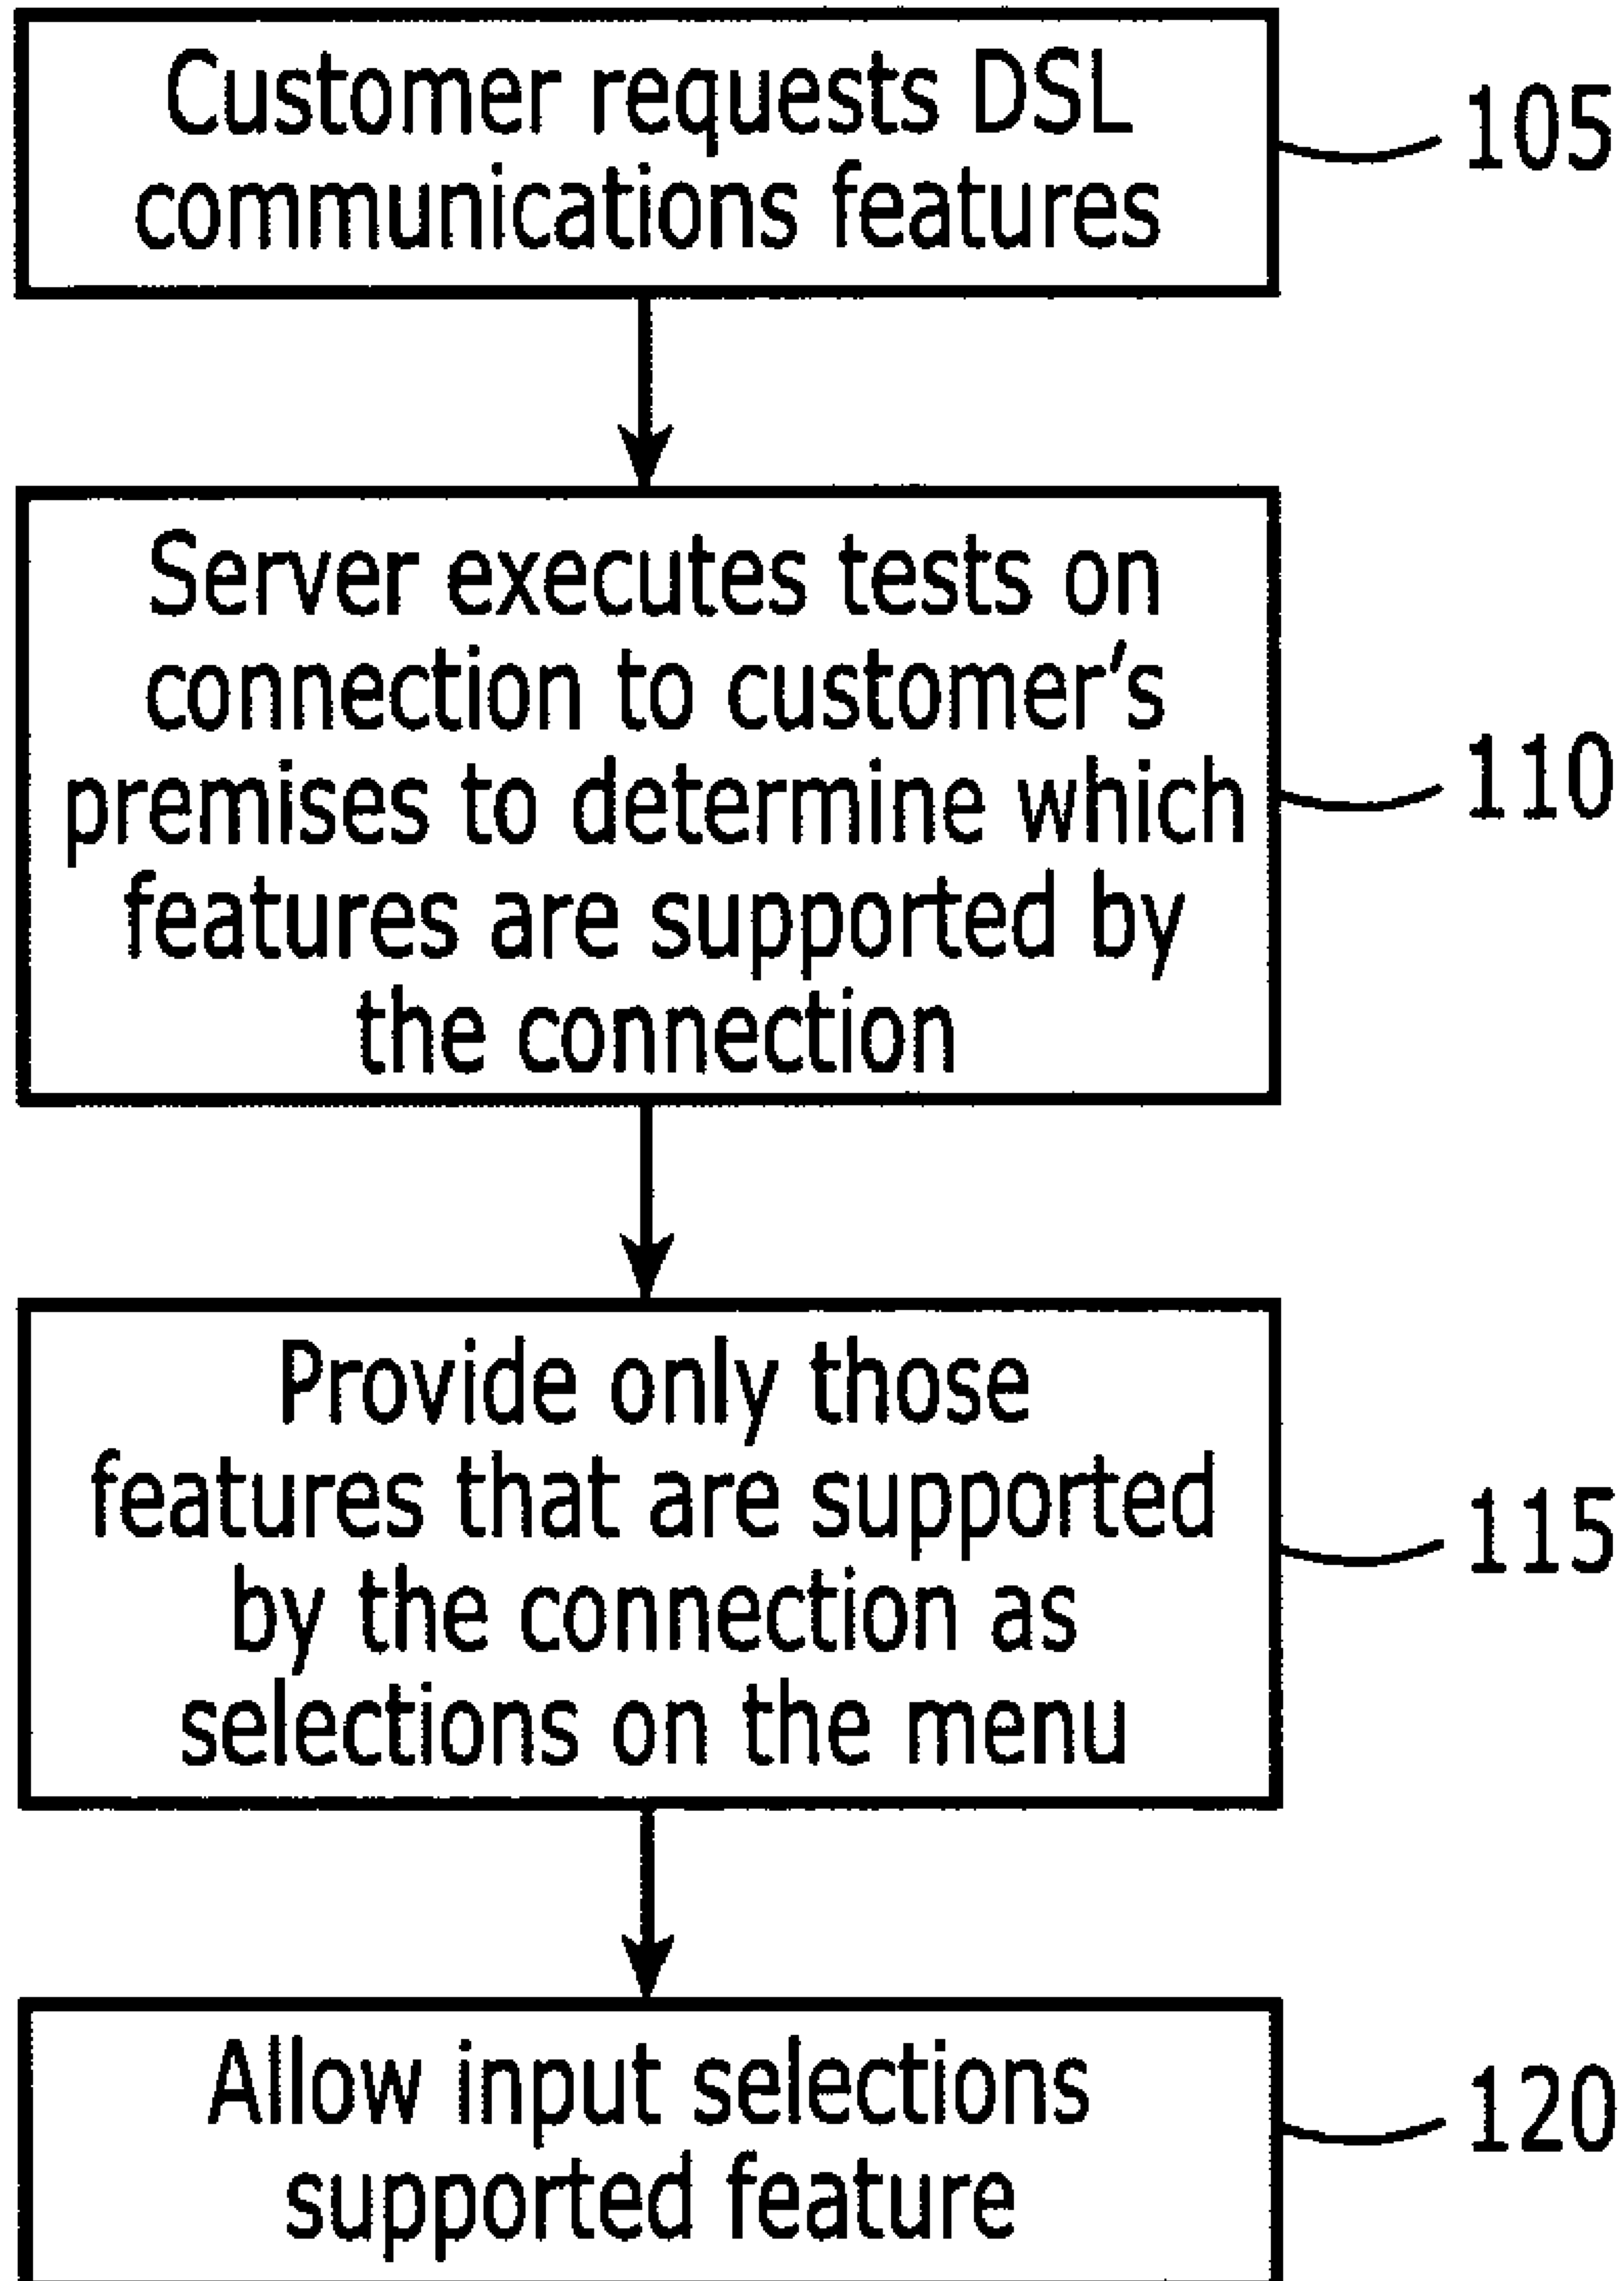 Customer requests DSL
communications features
105
Server executes tests on
connection to customer’s
premises to determine which
features are supported by
the connection
110
Provide only those
features that are supported
by the connection as
selections on the menu
115
Allow input selections
supported feature
120